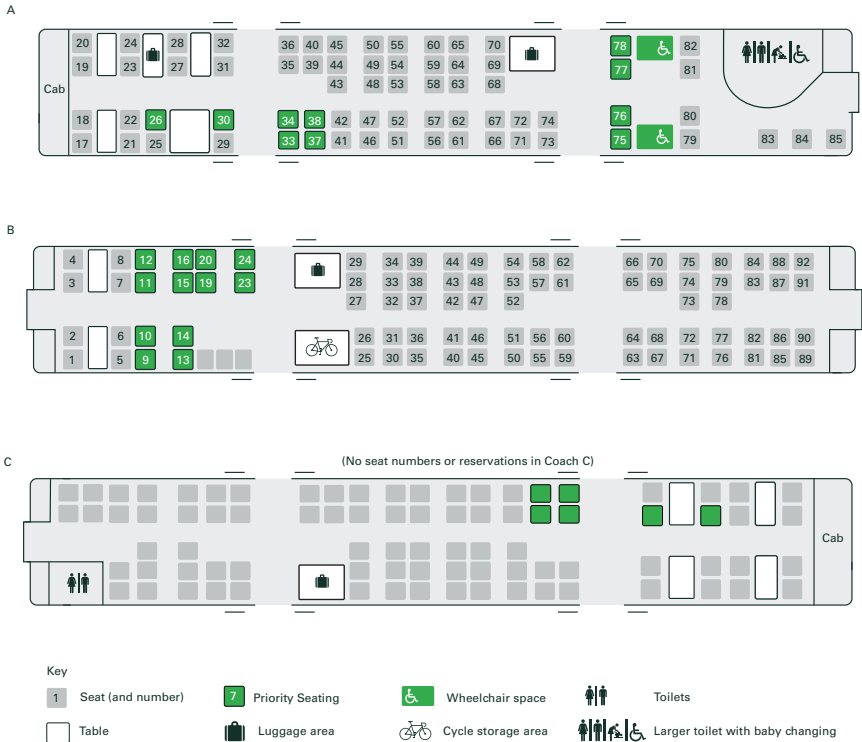 A
20 24 28 32 36 40 45 50 55 60 65 70 78 82
19 23 27 31 35 39 44 49 54 59 64 69 77 81
43 48 53 58 63 68
Cab
18 22 26 30 34 38 42 47 52 57 62 67 72 74 76 80
17 21 25 29 33 37 41 46 51 56 61 66 71 73 75 79 83 84 85
B
4 8 12 16 20 24 29 34 39 44 49 54 58 62 66 70 75 80 84 88 92
3 7 11 15 19 23 28 33 38 43 48 53 57 61 65 69 74 79 83 87 91
27 32 37 42 47 52 73 78
2 6 10 14 26 31 36 41 46 51 56 60 64 68 72 77 82 86 90
1 5 9 13 25 30 35 40 45 50 55 59 63 67 71 76 81 85 89
C
(No seat numbers or reservations in Coach C)
Cab
Key
1 Seat (and number) 7 Priority Seating Wheelchair space Toilets
Table Luggage area Cycle storage area Larger toilet with baby changing